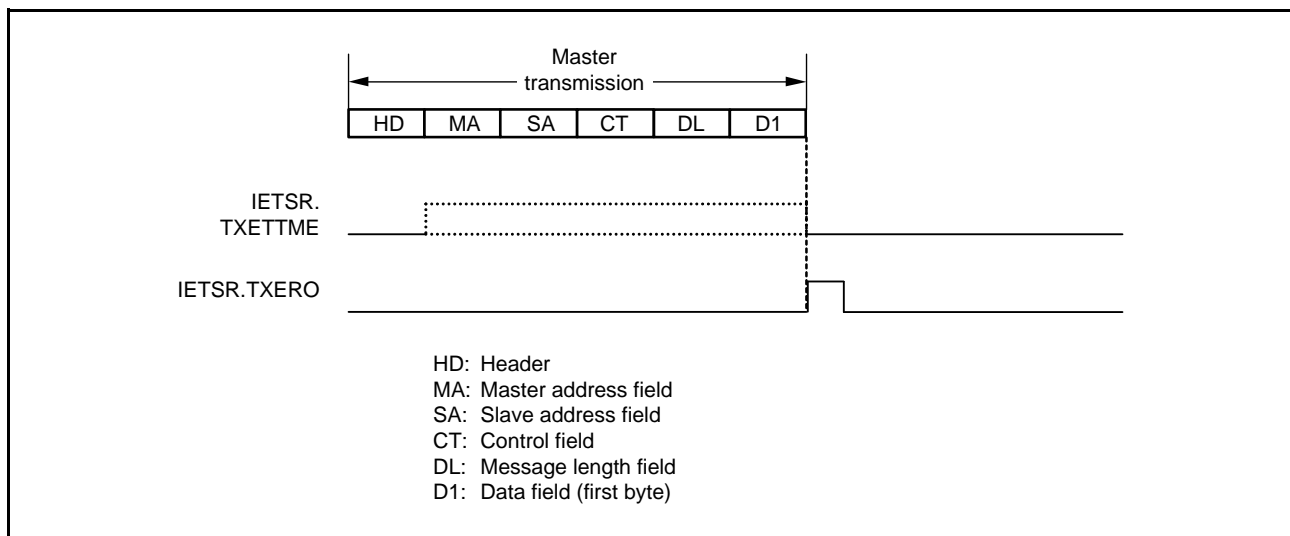 Master
transmission
HD MA SA CT DL D1
IETSR.
TXETTME
IETSR.TXERO
HD: Header
MA: Master address field
SA: Slave address field
CT: Control field
DL: Message length field
D1: Data field (first byte)